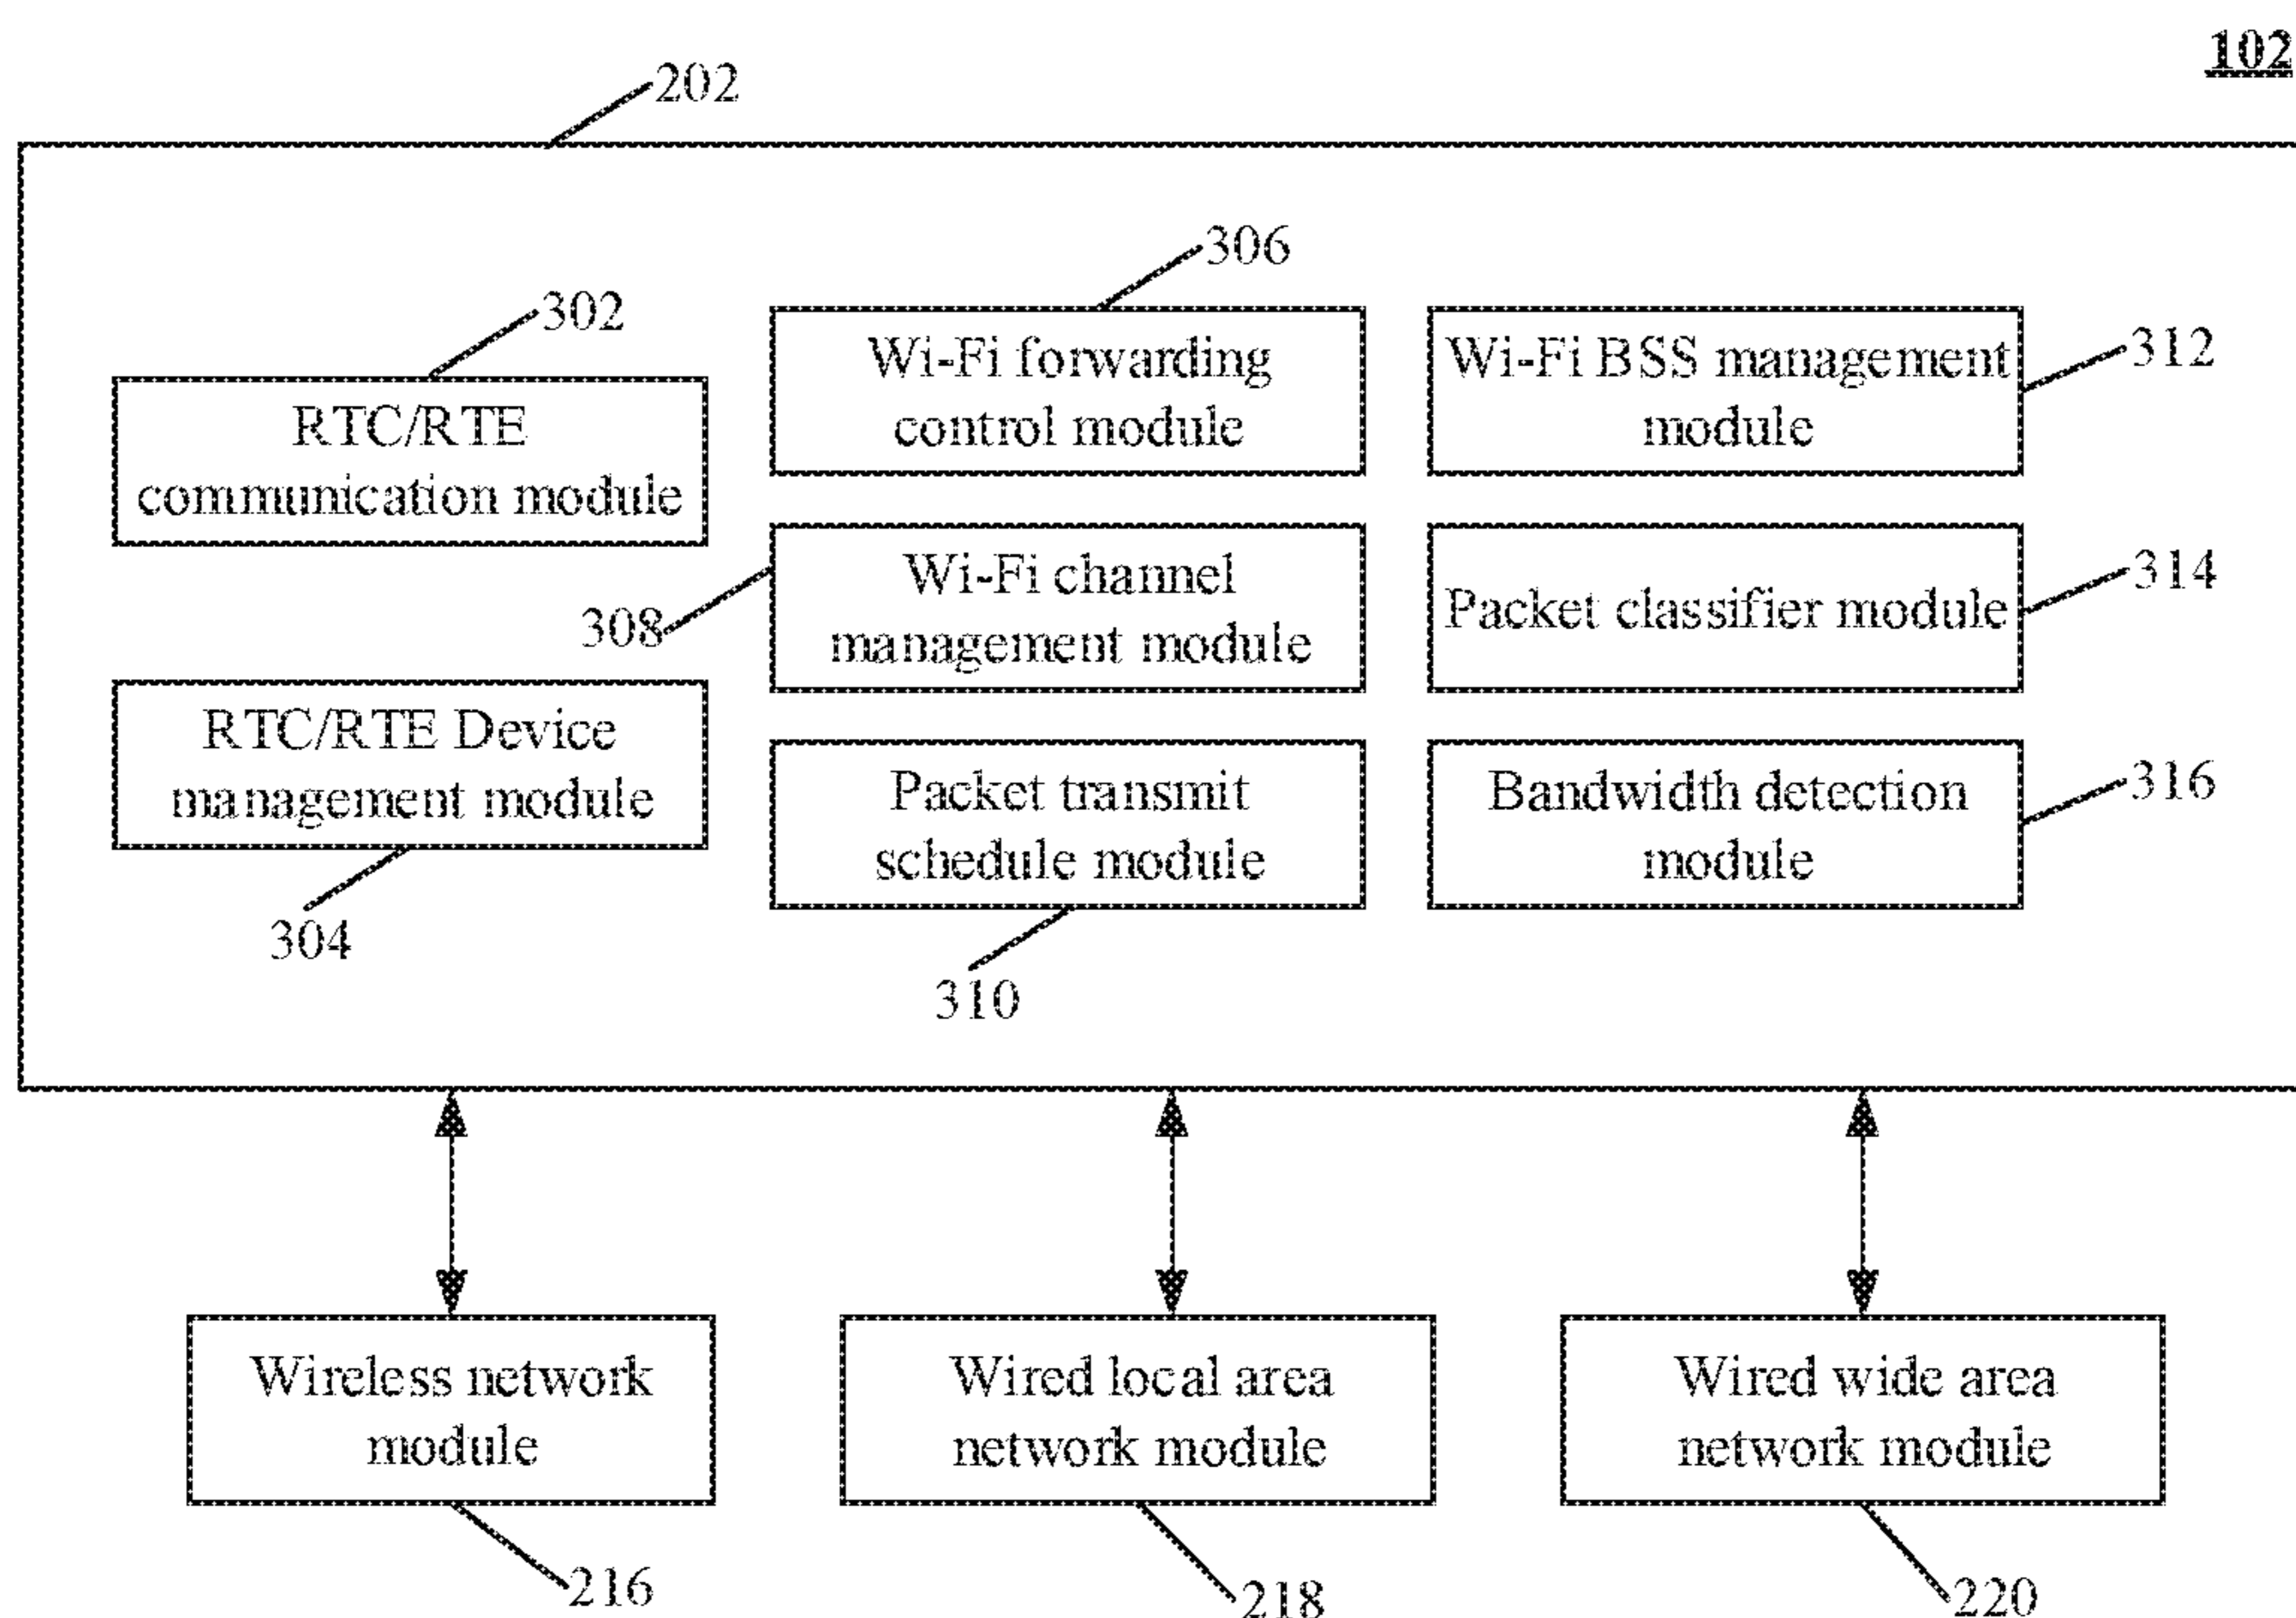 102
202
306
302
Wi-Fi forwarding
control module
Wi-Fi BSS management
module
312
RTC/RTE
communication module
308
Wi-Fi channel
management module
Packet classifier module
314
RTC/RTE Device
management module
304
Packet transmit
schedule module
310
Bandwidth detection
module
316
Wireless network
module
216
Wired local area
network module
218
Wired wide area
network module
220